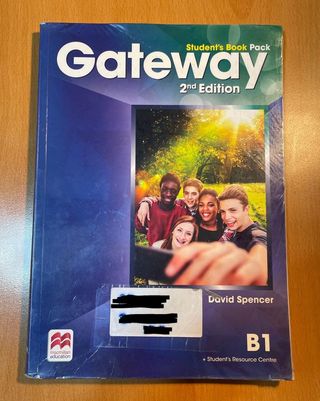 Student's Book Pack
Gateway
2nd Edition
David Spencer
B1
macmillan
education
+ Student's Resource Centre